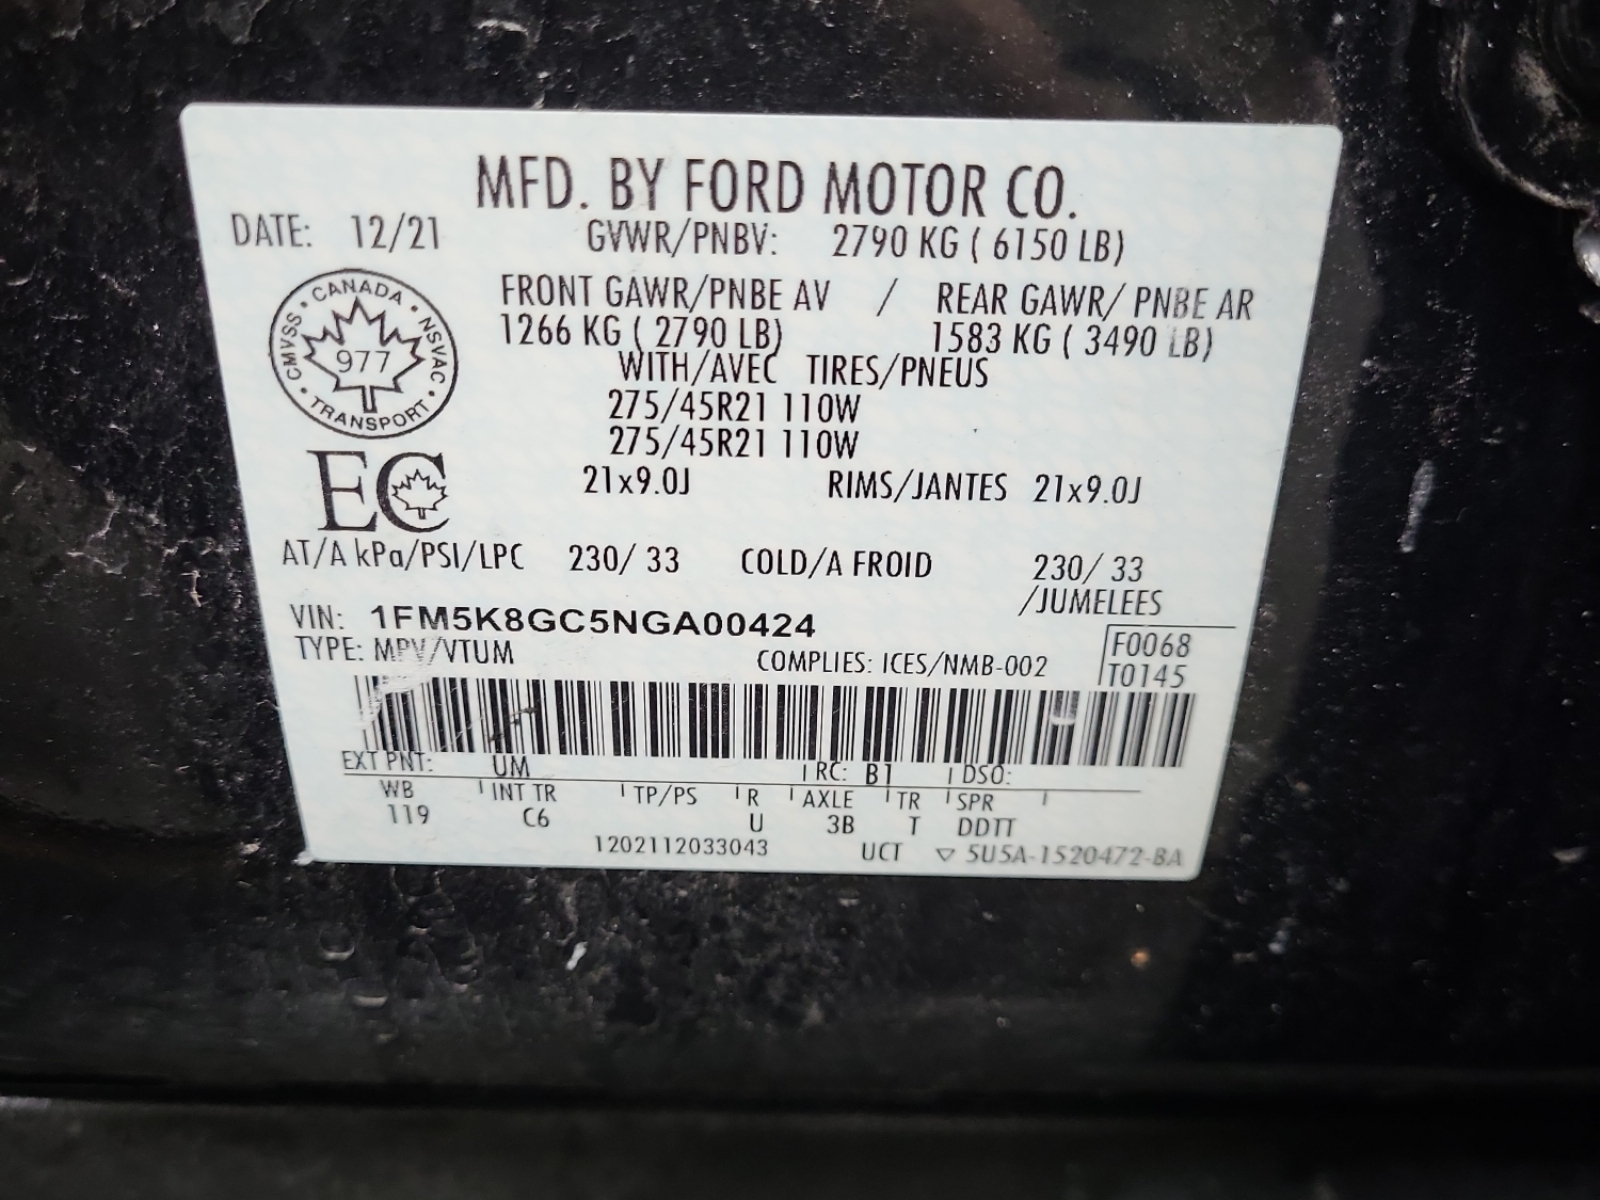 MFD. BY FORD MOTOR CO.
DATE: 12/21 GVWR/PNBV: 2790 KG ( 6150 LB)
FRONT GAWR/PNBE AV / REAR GAWR/ PNBE AR
1266 KG ( 2790 LB) 1583 KG ( 3490 LB)
WITH/AVEC TIRES/PNEUS
275/45R21 110W
275/45R21 110W
21x9.0J RIMS/JANTES 21x9.0J
CANADA
CMVSS 977 NSVAC
TRANSPORT
EC
AT/A kPa/PSI/LPC 230/ 33 COLD/A FROID 230/ 33
/JUMELEES
VIN: 1FM5K8GC5NGA00424
TYPE: MPV/VTUM COMPLIES: ICES/NMB-002
F0068
T0145
EXT PNT: UM RC: B1 DSO:
WB INT TR TP/PS R AXLE TR SPR
119 C6 U 3B T DDTT
1202112033043 UCT ▽ 5U5A-1520472-BA